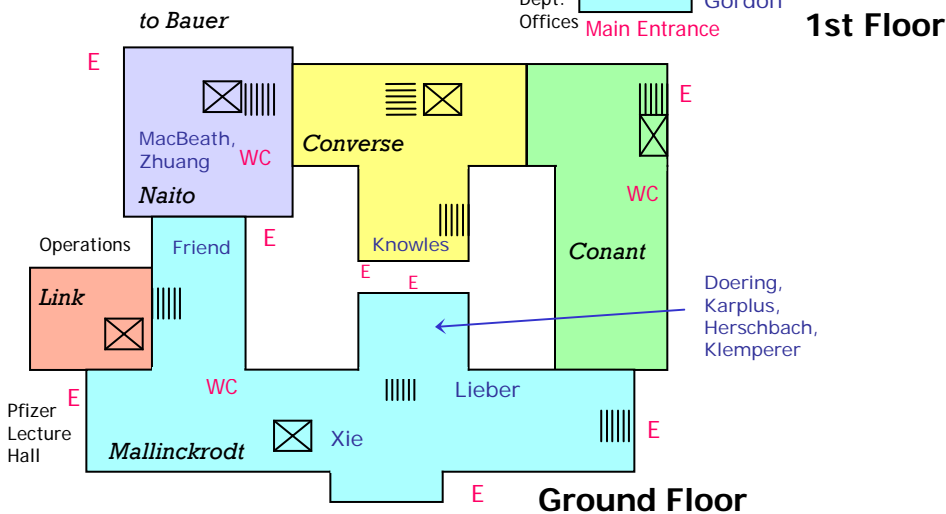 Dept.
Offices
Gordon
Main Entrance
1st Floor
to Bauer
E
E
MacBeath,
Zhuang
WC
Naito
Converse
WC
Operations
Friend
E
Knowles
Conant
E
E
Link
Doering,
Karplus,
Herschbach,
Klemperer
WC
Lieber
E
Pfizer
Lecture
Hall
Mallinckrodt
Xie
E
E
Ground Floor